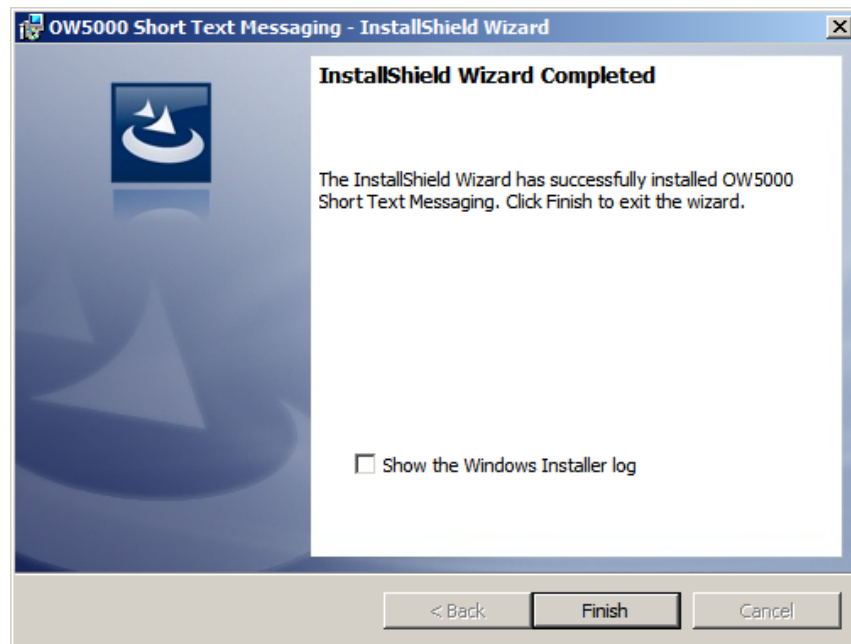 OW5000 Short Text Messaging - InstallShield Wizard
InstallShield Wizard Completed
The InstallShield Wizard has successfully installed OW5000
Short Text Messaging. Click Finish to exit the wizard.
Show the Windows Installer log
< Back
Finish
Cancel